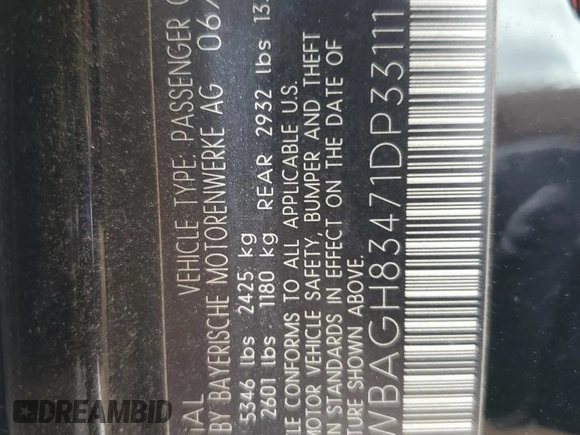 IAL VEHICLE TYPE: PASSENGER
BY BAYERISCHE MOTORENWERKE AG 06/
5346 lbs 2425 kg
2601 lbs 1180 kg REAR 2932 lbs 13
LE CONFORMS TO ALL APPLICABLE U.S.
MOTOR VEHICLE SAFETY, BUMPER AND THEFT
N STANDARDS IN EFFECT ON THE DATE OF
TURE SHOWN ABOVE.
WBAGH83471DP33111
DREAMBID